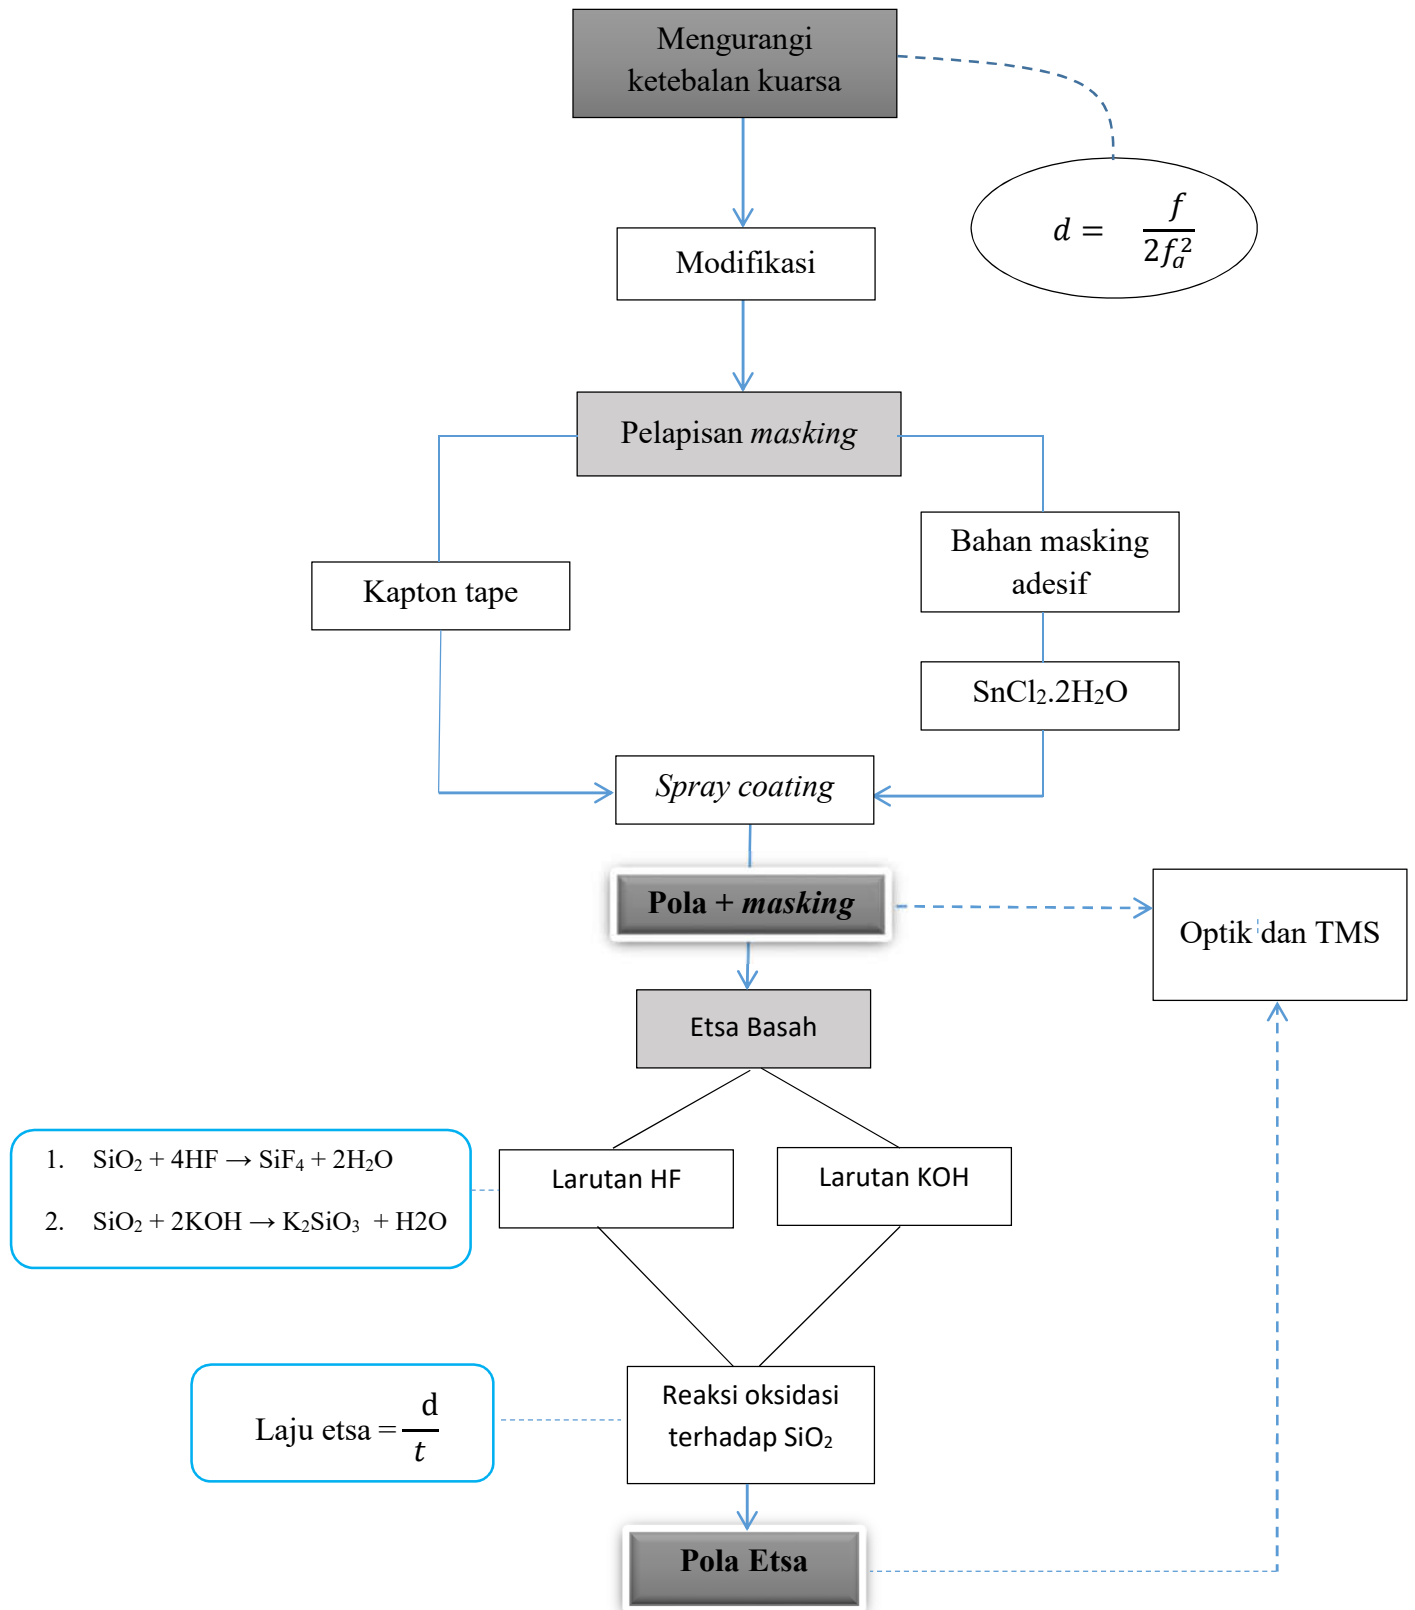 Mengurangi
ketebalan kuarsa
d = f / 2f_a^2
Modifikasi
Pelapisan masking
Bahan masking
adesif
Kapton tape
SnCl₂.2H₂O
Spray coating
Pola + masking
Optik dan TMS
Etsa Basah
1. SiO₂ + 4HF → SiF₄ + 2H₂O
2. SiO₂ + 2KOH → K₂SiO₃ + H2O
Larutan HF
Larutan KOH
Reaksi oksidasi
terhadap SiO₂
Laju etsa = d / t
Pola Etsa